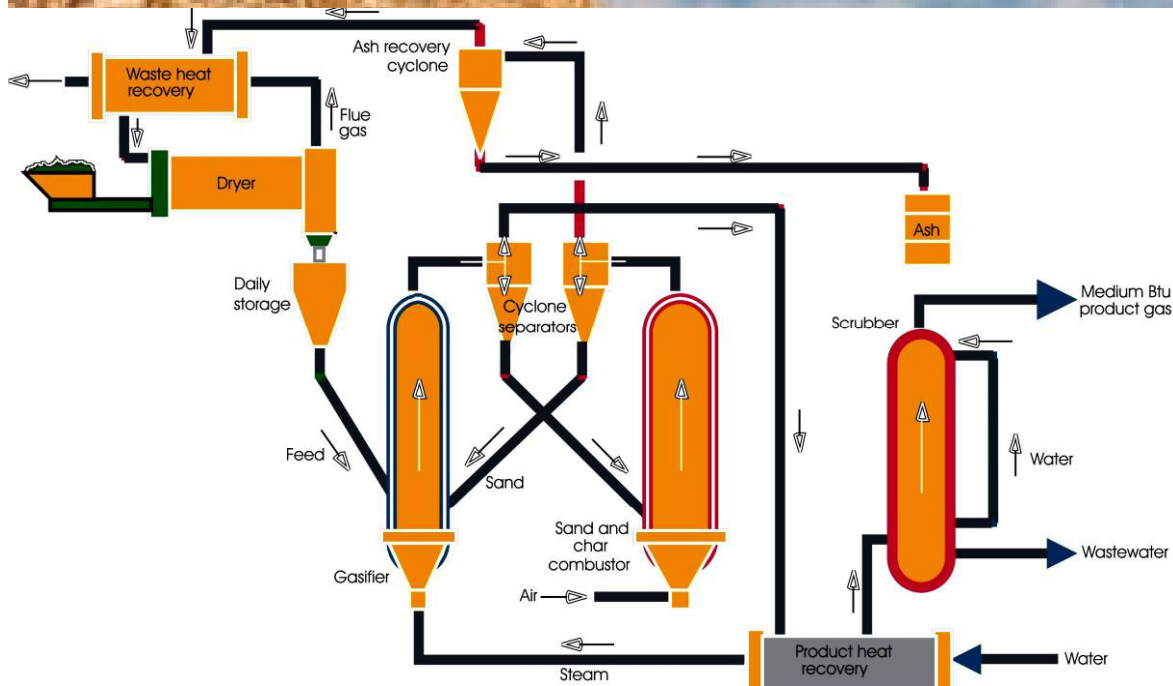 Ash recovery
cyclone
Waste heat
recovery
Flue
gas
Dryer
Ash
Daily
storage
Cyclone
separators
Medium Btu
product gas
Scrubber
Feed
Sand
Water
Sand and
char
combustor
Gasifier
Wastewater
Air
Product heat
recovery
Water
Steam